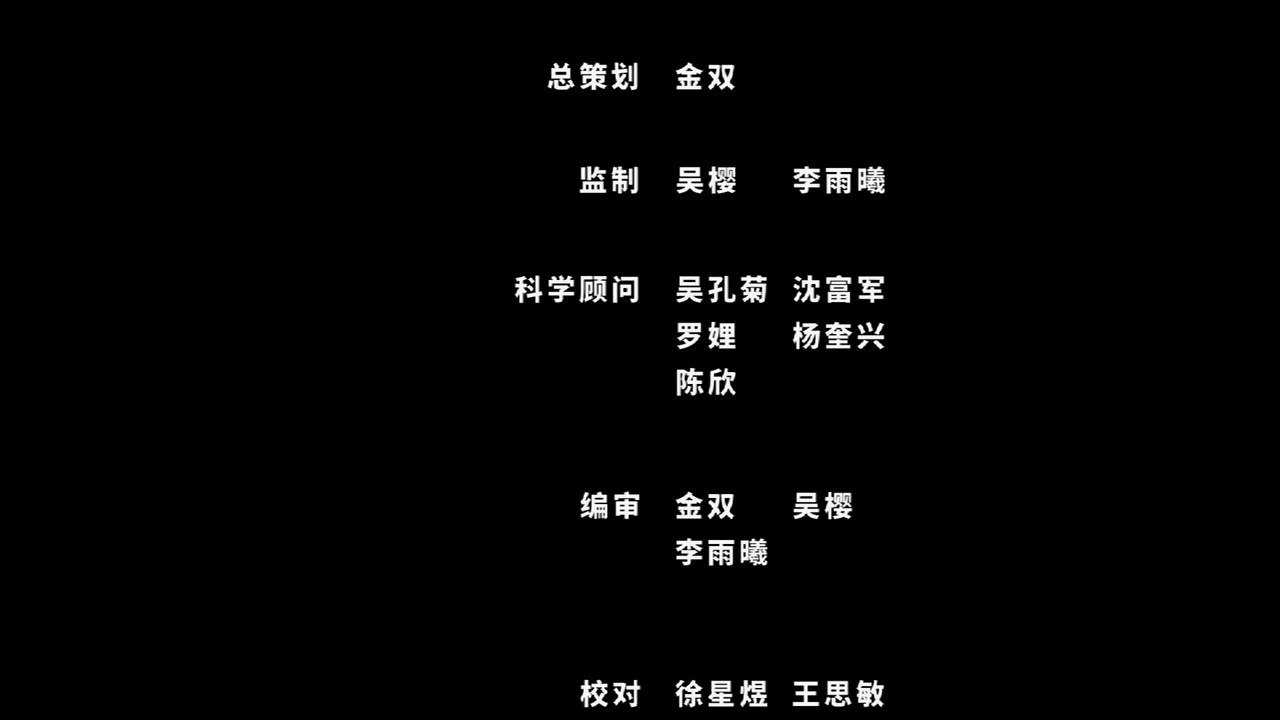 总策划 金双
监制 吴樱 李雨曦
科学顾问 吴孔菊 沈富军
罗娌 杨奎兴
陈欣
编审 金双 吴樱
李雨曦
校对 徐星煜 王思敏